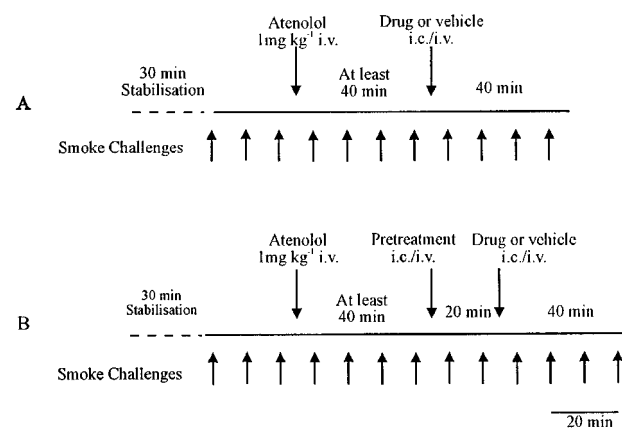 Atenolol
1mg kg⁻¹ i.v.
Drug or vehicle
i.c./i.v.
30 min
Stabilisation
At least
40 min
40 min
A
Smoke Challenges
Atenolol
1mg kg⁻¹ i.v.
Pretreatment
i.c./i.v.
Drug or vehicle
i.c./i.v.
30 min
Stabilisation
At least
40 min
20 min
40 min
B
Smoke Challenges
20 min